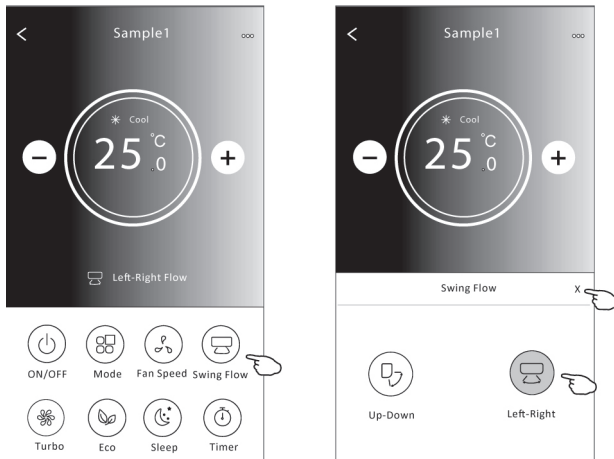 Sample1
Cool
25.0 °C
Left-Right Flow
ON/OFF Mode Fan Speed Swing Flow
Turbo Eco Sleep Timer
Sample1
Cool
25.0 °C
Swing Flow X
Up-Down Left-Right